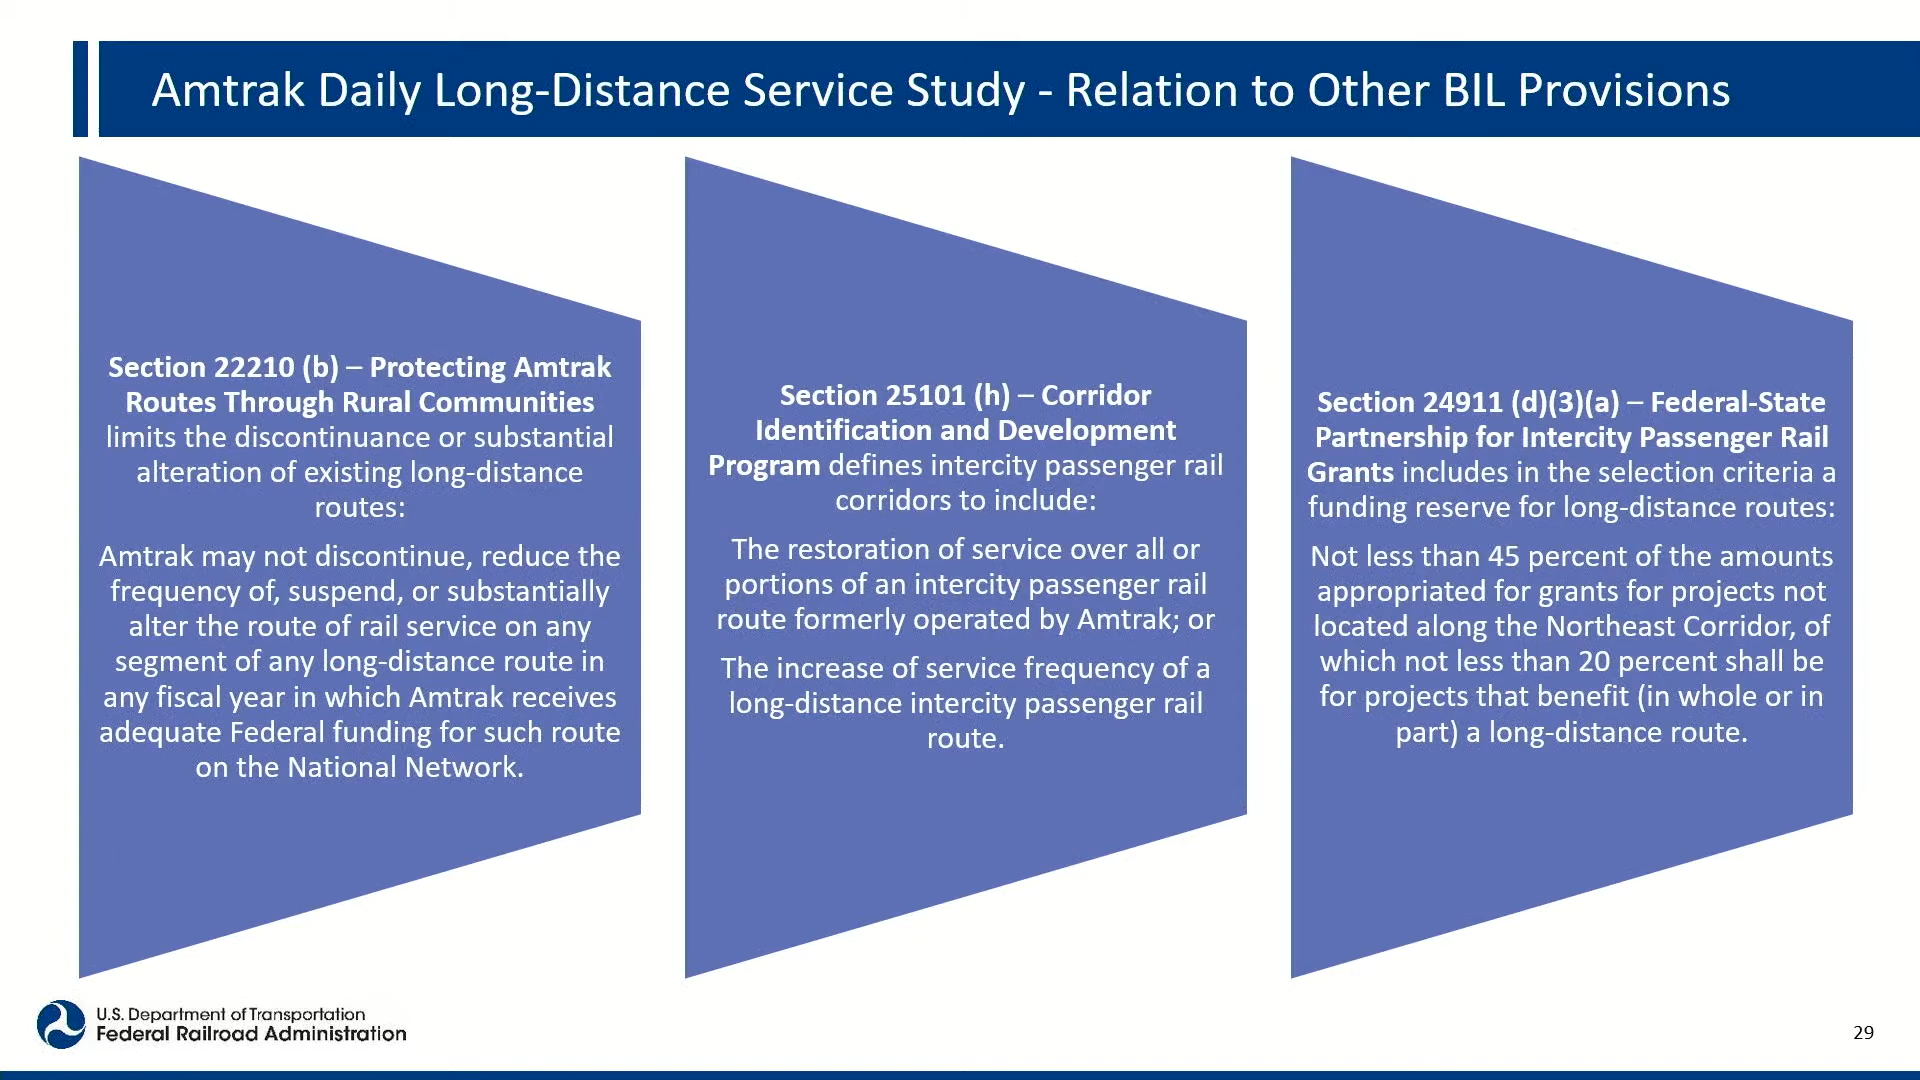 Amtrak Daily Long-Distance Service Study - Relation to Other BIL Provisions
Section 22210 (b) – Protecting Amtrak
Routes Through Rural Communities
limits the discontinuance or substantial
alteration of existing long-distance
routes:
Amtrak may not discontinue, reduce the
frequency of, suspend, or substantially
alter the route of rail service on any
segment of any long-distance route in
any fiscal year in which Amtrak receives
adequate Federal funding for such route
on the National Network.
Section 25101 (h) – Corridor
Identification and Development
Program defines intercity passenger rail
corridors to include:
The restoration of service over all or
portions of an intercity passenger rail
route formerly operated by Amtrak; or
The increase of service frequency of a
long-distance intercity passenger rail
route.
Section 24911 (d)(3)(a) – Federal-State
Partnership for Intercity Passenger Rail
Grants includes in the selection criteria a
funding reserve for long-distance routes:
Not less than 45 percent of the amounts
appropriated for grants for projects not
located along the Northeast Corridor, of
which not less than 20 percent shall be
for projects that benefit (in whole or in
part) a long-distance route.
U.S. Department of Transportation
Federal Railroad Administration
29